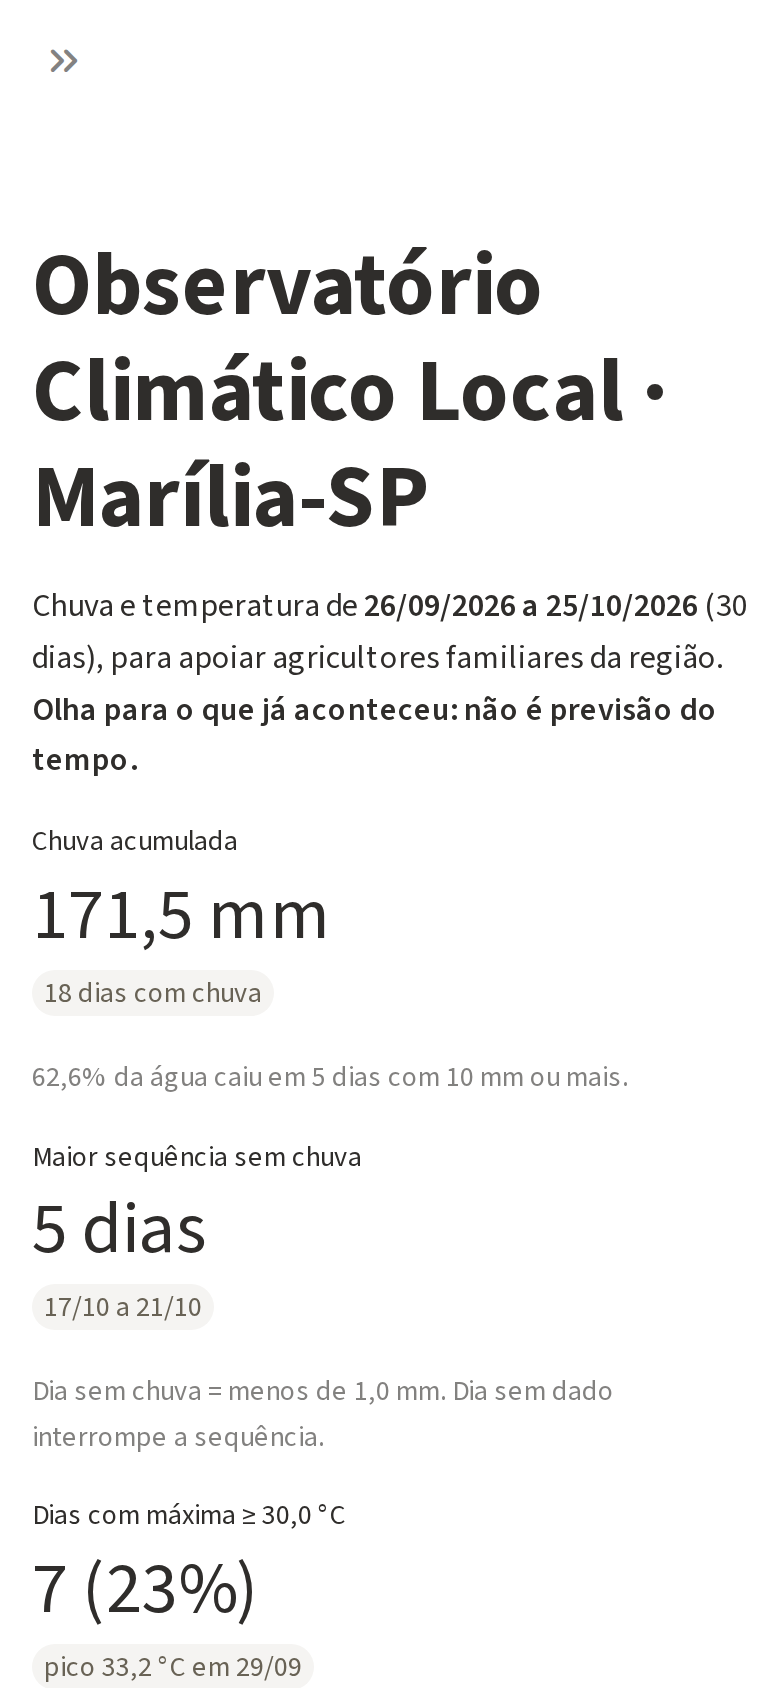 Observatório
Climático Local ·
Marília-SP
Chuva e temperatura de 26/09/2026 a 25/10/2026 (30
dias), para apoiar agricultores familiares da região.
Olha para o que já aconteceu: não é previsão do
tempo.
Chuva acumulada
171,5 mm
18 dias com chuva
62,6% da água caiu em 5 dias com 10 mm ou mais.
Maior sequência sem chuva
5 dias
17/10 a 21/10
Dia sem chuva = menos de 1,0 mm. Dia sem dado
interrompe a sequência.
Dias com máxima ≥ 30,0 °C
7 (23%)
pico 33,2 °C em 29/09